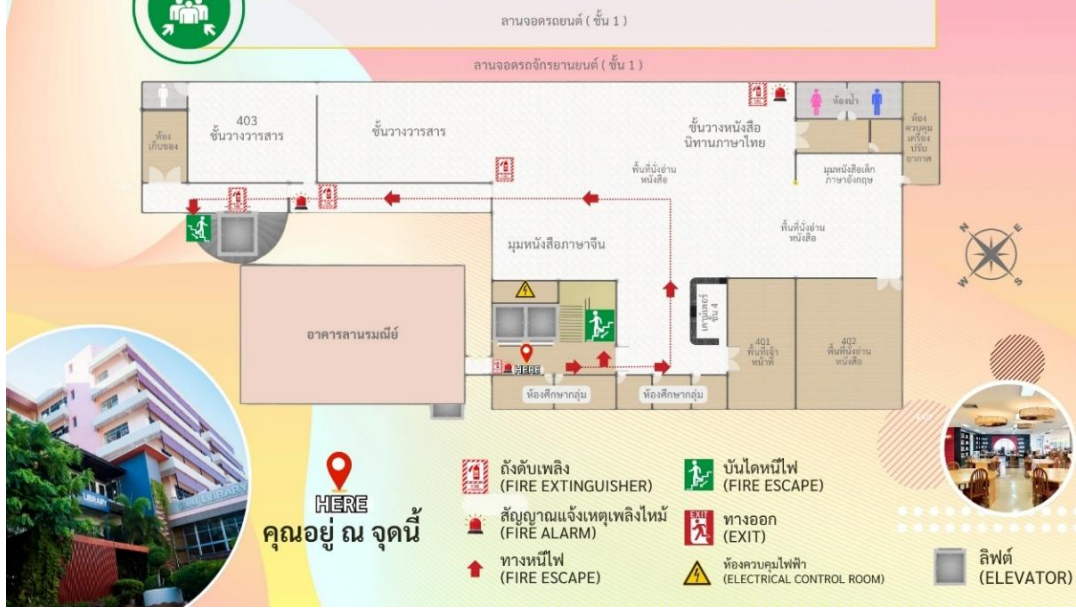 ลานจอดรถยนต์ ( ชั้น 1 )
ลานจอดรถจักรยานยนต์ ( ชั้น 1 )
403
ชั้นวางวารสาร
ชั้นวางวารสาร
ห้อง
เก็บของ
ชั้นวางหนังสือ
นิทานภาษาไทย
ห้องน้ำ
ห้อง
ควบคุม
เครื่อง
ปรับ
อากาศ
พื้นที่นั่งอ่าน
หนังสือ
มุมหนังสือเด็ก
ภาษาอังกฤษ
พื้นที่นั่งอ่าน
หนังสือ
มุมหนังสือภาษาจีน
N
E
W
S
อาคารลานรมณีย์
เคาน์เตอร์
ชั้น 4
401
พื้นที่เจ้า
หน้าที่
402
พื้นที่นั่งอ่าน
หนังสือ
HERE
ห้องศึกษากลุ่ม
ห้องศึกษากลุ่ม
LIBRARY
LIBRARY
HERE
คุณอยู่ ณ จุดนี้
ถังดับเพลิง
(FIRE EXTINGUISHER)
สัญญาณแจ้งเหตุเพลิงไหม้
(FIRE ALARM)
ทางหนีไฟ
(FIRE ESCAPE)
บันไดหนีไฟ
(FIRE ESCAPE)
EXIT
ทางออก
(EXIT)
ห้องควบคุมไฟฟ้า
(ELECTRICAL CONTROL ROOM)
ลิฟต์
(ELEVATOR)